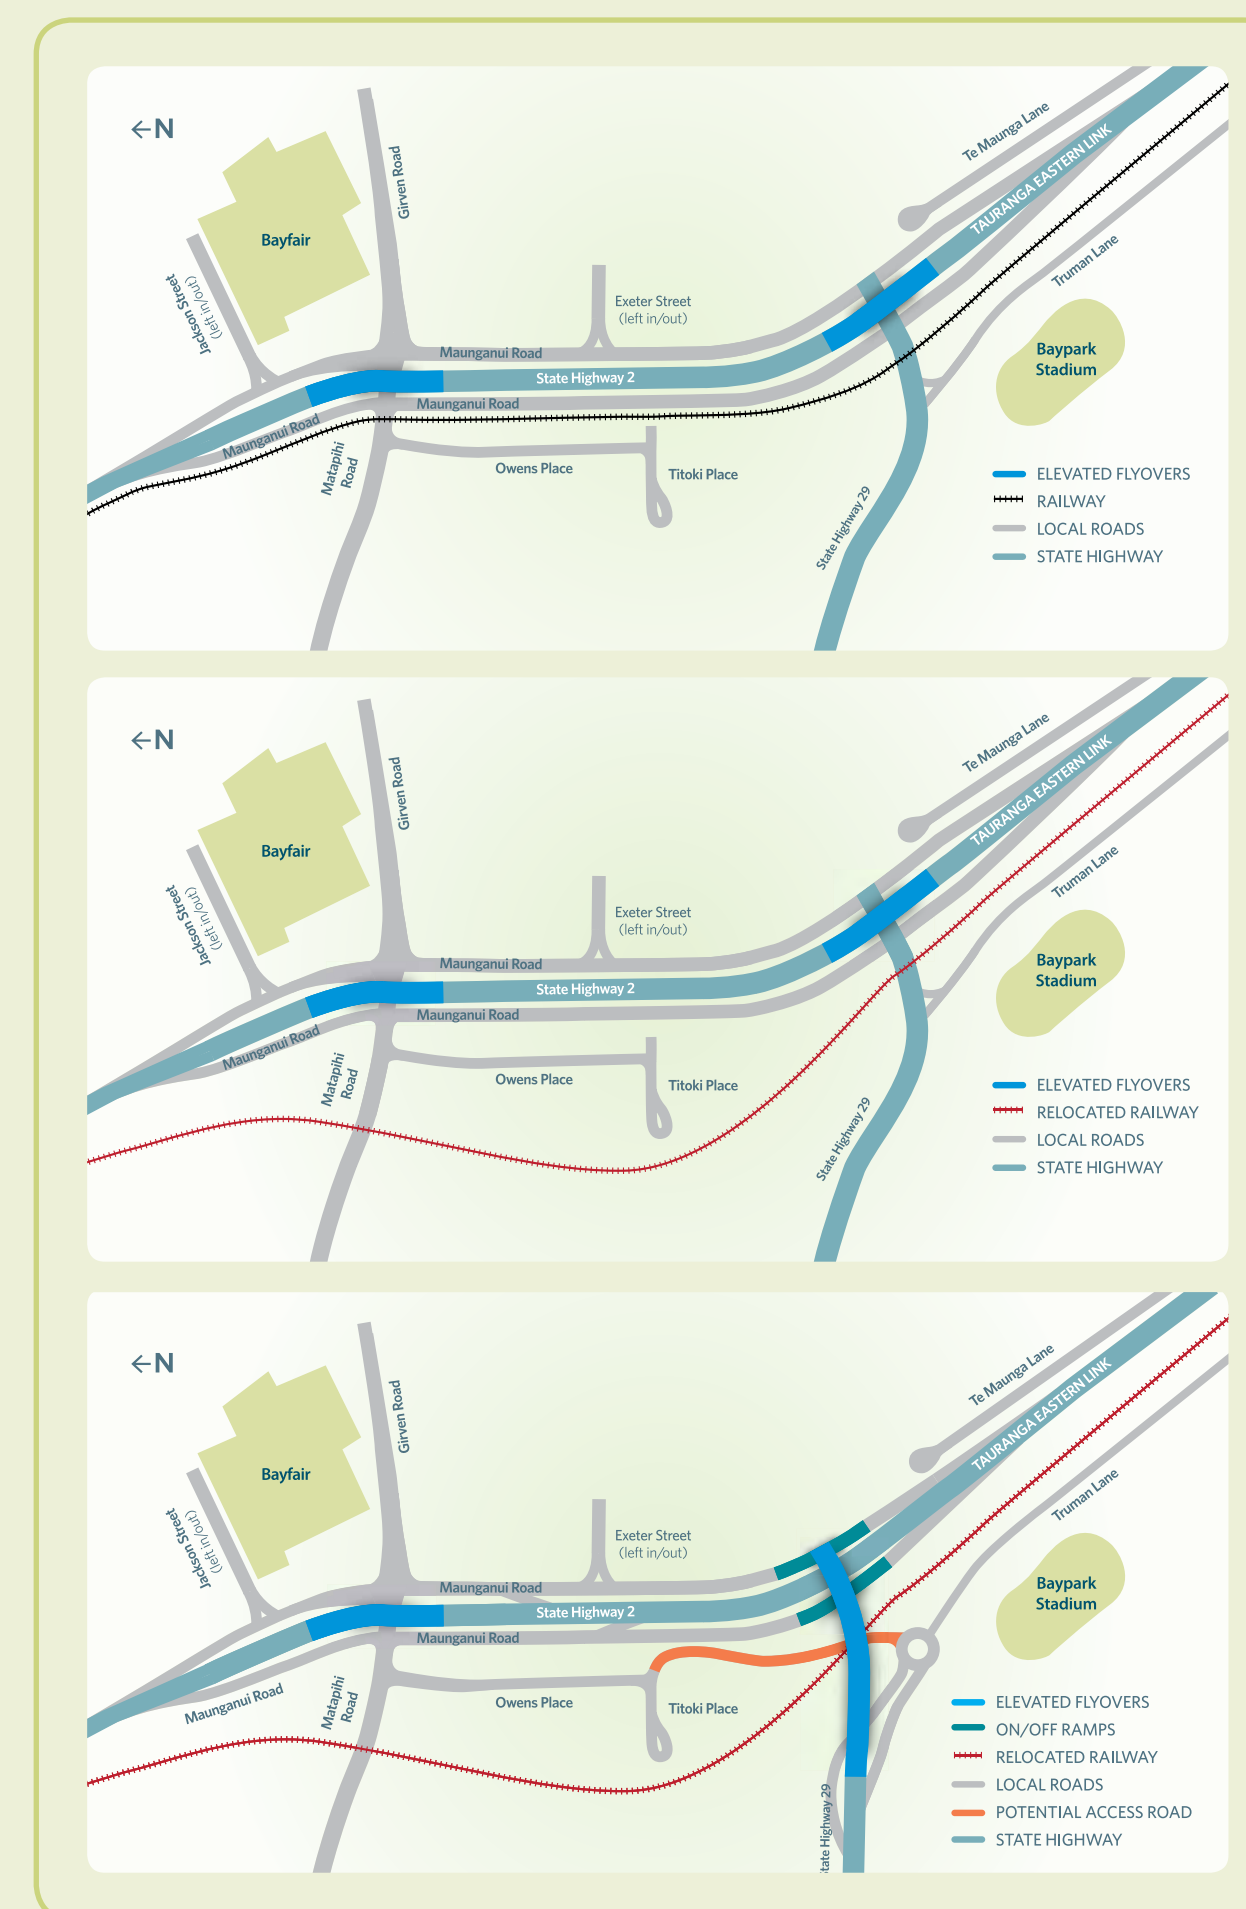 ←N
Te Maunga Lane
Girven Road
TAURANGA EASTERN LINK
Bayfair
Truman Lane
Jackson Street
(left in/out)
Exeter Street
(left in/out)
Maunganui Road
Baypark
Stadium
State Highway 2
Maunganui Road
Maunganui Road
Matapihi
Road
Owens Place
Titoki Place
State Highway 29
ELEVATED FLYOVERS
RAILWAY
LOCAL ROADS
STATE HIGHWAY
←N
Te Maunga Lane
Girven Road
TAURANGA EASTERN LINK
Bayfair
Truman Lane
Jackson Street
(left in/out)
Exeter Street
(left in/out)
Maunganui Road
Baypark
Stadium
State Highway 2
Maunganui Road
Maunganui Road
Matapihi
Road
Owens Place
Titoki Place
State Highway 29
ELEVATED FLYOVERS
RELOCATED RAILWAY
LOCAL ROADS
STATE HIGHWAY
←N
Te Maunga Lane
Girven Road
TAURANGA EASTERN LINK
Bayfair
Truman Lane
Jackson Street
(left in/out)
Exeter Street
(left in/out)
Maunganui Road
Baypark
Stadium
State Highway 2
Maunganui Road
Maunganui Road
Matapihi
Road
Owens Place
Titoki Place
State Highway 29
ELEVATED FLYOVERS
ON/OFF RAMPS
RELOCATED RAILWAY
LOCAL ROADS
POTENTIAL ACCESS ROAD
STATE HIGHWAY